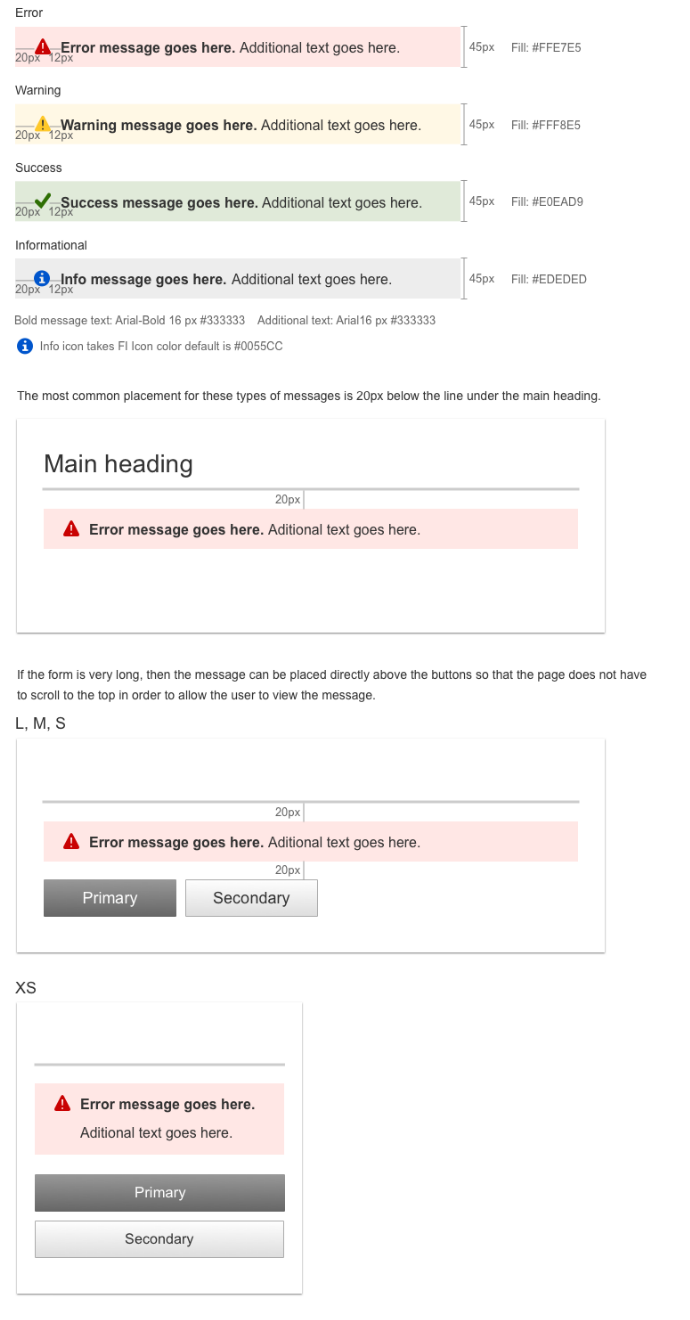 Error
Error message goes here. Additional text goes here.
20px 12px
45px
Fill: #FFE7E5
Warning
Warning message goes here. Additional text goes here.
20px 12px
45px
Fill: #FFF8E5
Success
Success message goes here. Additional text goes here.
20px 12px
45px
Fill: #E0EAD9
Informational
Info message goes here. Additional text goes here.
20px 12px
45px
Fill: #EDEDED
Bold message text: Arial-Bold 16 px #333333 Additional text: Arial16 px #333333
Info icon takes FI Icon color default is #0055CC
The most common placement for these types of messages is 20px below the line under the main heading.
Main heading
20px
Error message goes here. Aditional text goes here.
If the form is very long, then the message can be placed directly above the buttons so that the page does not have
to scroll to the top in order to allow the user to view the message.
L, M, S
20px
Error message goes here. Aditional text goes here.
20px
Primary Secondary
XS
Error message goes here.
Aditional text goes here.
Primary
Secondary